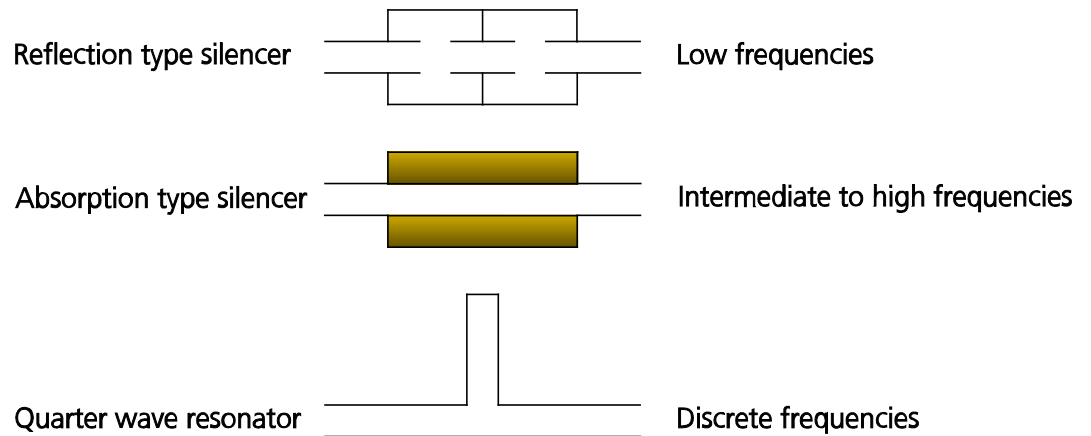 Reflection type silencer
Low frequencies
Absorption type silencer
Intermediate to high frequencies
Quarter wave resonator
Discrete frequencies